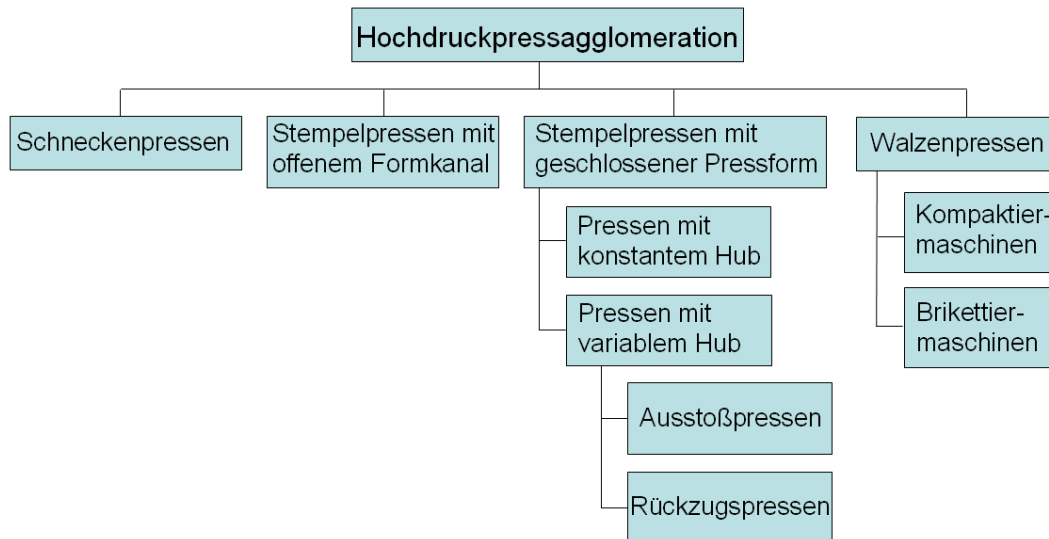 Hochdruckpressagglomeration
Schneckenpressen
Stempelpressen mit
offenem Formkanal
Stempelpressen mit
geschlossener Pressform
Walzenpressen
Pressen mit
konstantem Hub
Pressen mit
variablem Hub
Ausstoßpressen
Rückzugspressen
Kompaktier-
maschinen
Brikettier-
maschinen